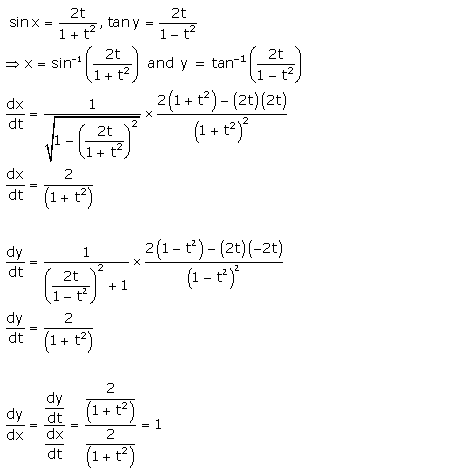 sin x = 2t/(1 + t²), tan y = 2t/(1 − t²)
⇒ x = sin⁻¹(2t/(1 + t²)) and y = tan⁻¹(2t/(1 − t²))
dx/dt = 1/√(1 − (2t/(1 + t²))²) × (2(1 + t²) − (2t)(2t))/(1 + t²)²
dx/dt = 2/(1 + t²)
dy/dt = 1/((2t/(1 − t²))² + 1) × (2(1 − t²) − (2t)(−2t))/(1 − t²)²
dy/dt = 2/(1 + t²)
dy/dx = (dy/dt)/(dx/dt) = (2/(1 + t²))/(2/(1 + t²)) = 1